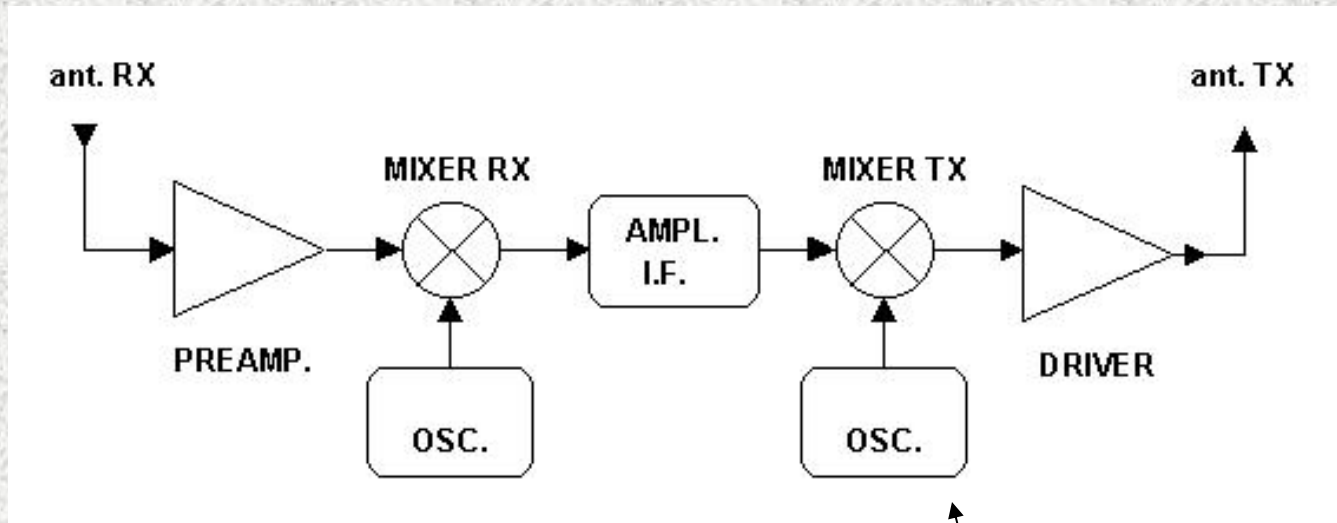 ant. RX
ant. TX
MIXER RX
MIXER TX
AMPL.
I.F.
PREAMP.
DRIVER
OSC.
OSC.